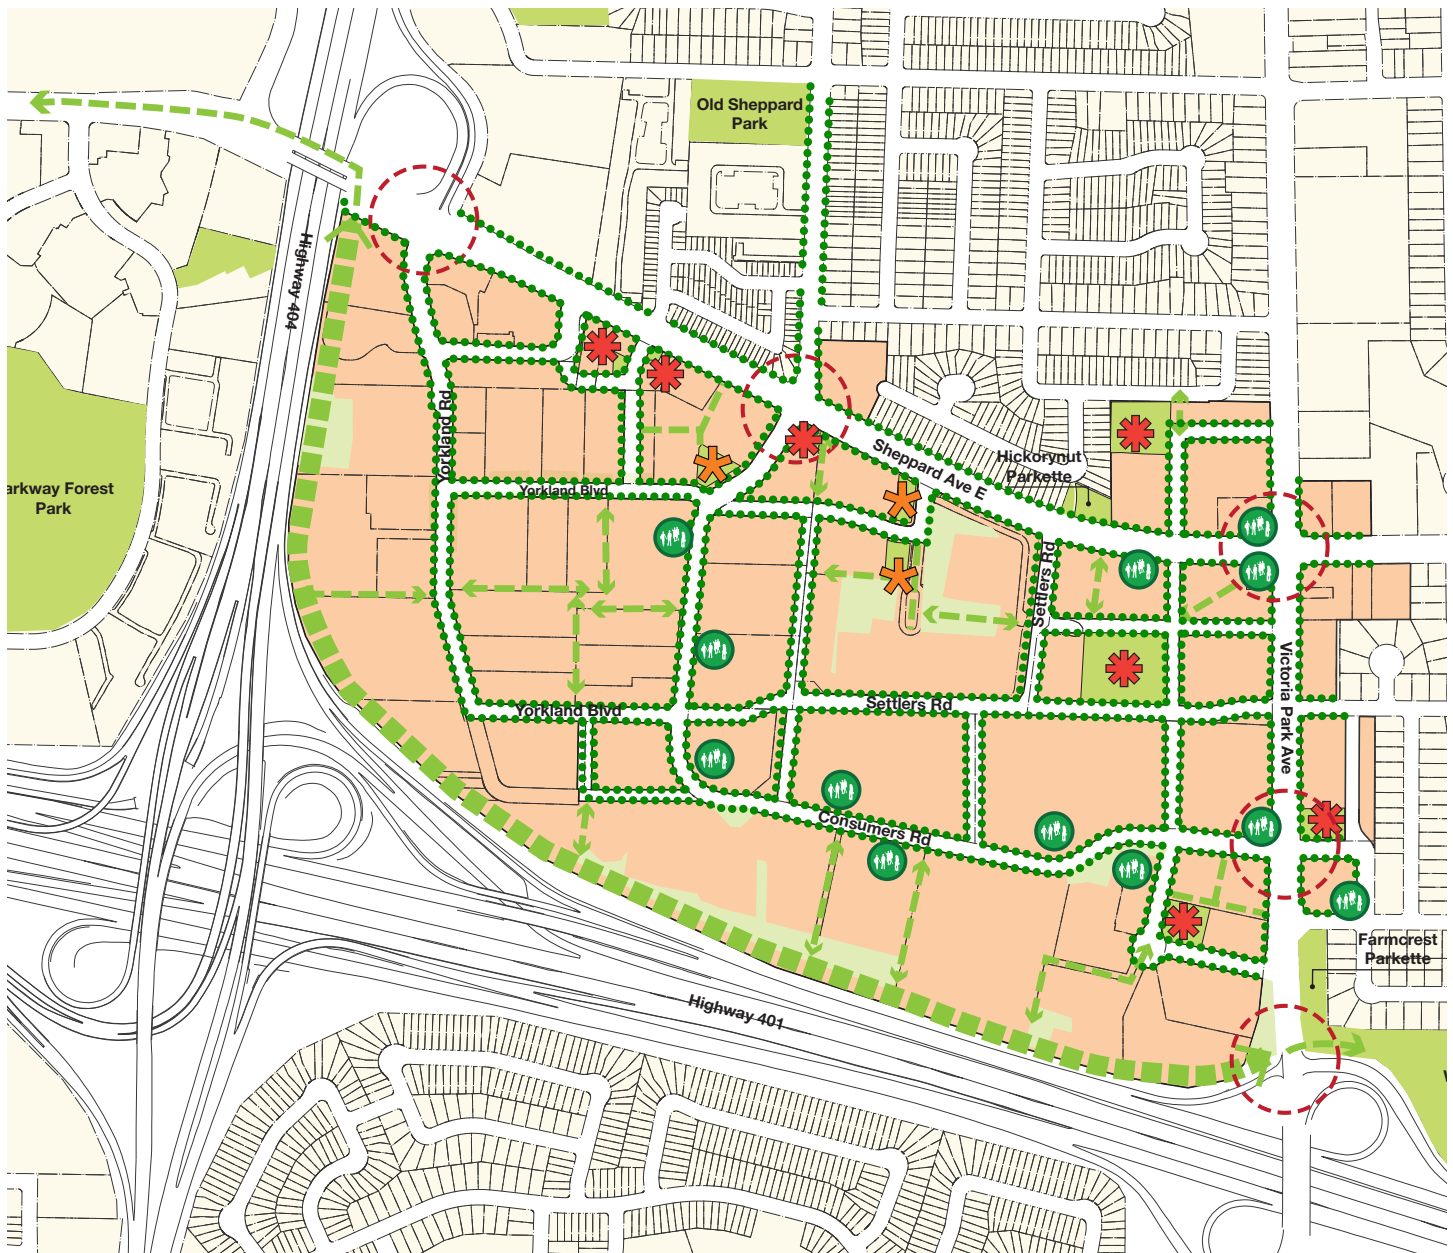 Old Sheppard
Park
Highway 404
Yorkland Rd
Sheppard Ave E
Hickorynut
Parkette
arkway Forest
Park
Yorkland Blvd
Settlers Rd
Victoria Park Ave
Yorkland Blvd
Settlers Rd
Consumers Rd
Farmcrest
Parkette
Highway 401